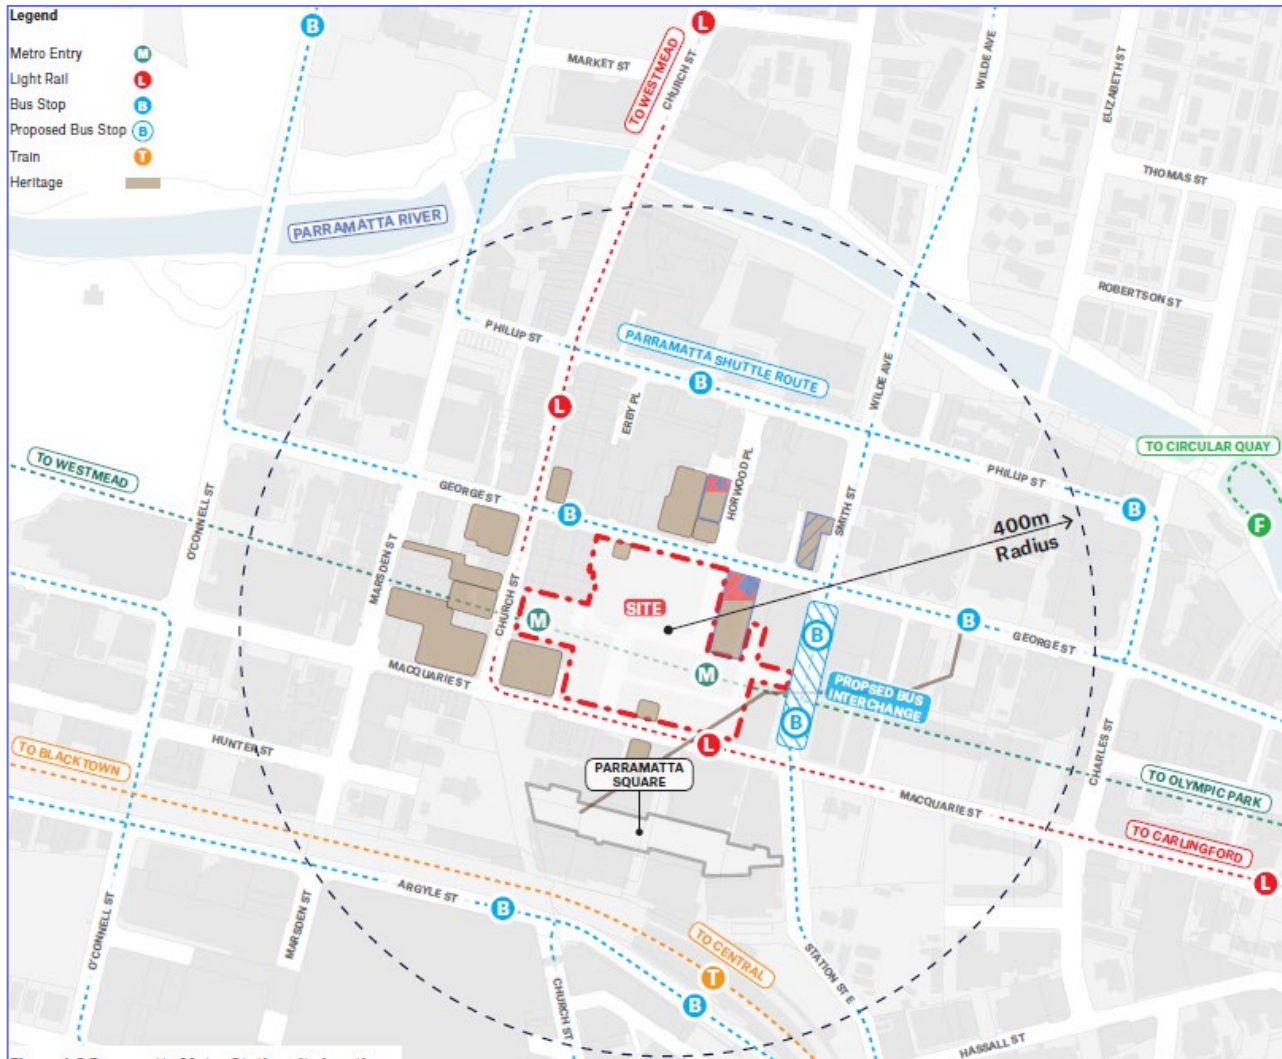 Legend
Metro Entry M
Light Rail L
Bus Stop B
Proposed Bus Stop B
Train T
Heritage
B
L
TO WESTMEAD
CHURCH ST
MARKET ST
WILDE AVE
ELIZABETH ST
THOMAS ST
PARRAMATTA RIVER
ROBERTSON ST
PHILLIP ST
PARRAMATTA SHUTTLE ROUTE
B
WILDE AVE
L
ERBY PL
TO CIRCULAR QUAY
F
TO WESTMEAD
O'CONNELL ST
GEORGE ST
B
HORWOOD PL
SMITH ST
PHILLIP ST
B
400m
Radius
MARSDEN ST
CHURCH ST
SITE
M
M
B
B
B
GEORGE ST
PROPSED BUS
INTERCHANGE
MACQUARIE ST
L
HUNTER ST
TO BLACKTOWN
PARRAMATTA
SQUARE
MACQUARIE ST
CHARLES ST
TO OLYMPIC PARK
TO CARLINGFORD
L
ARGYLE ST
B
O'CONNELL ST
MARSDEN ST
CHURCH ST
TO CENTRAL
T
B
STATION ST E
HASSALL ST